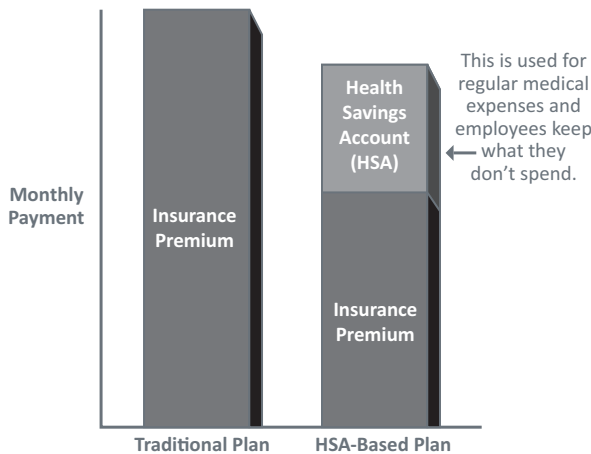 Monthly
Payment
Insurance
Premium
Health
Savings
Account
(HSA)
Insurance
Premium
This is used for
regular medical
expenses and
employees keep
what they
don’t spend.
Traditional Plan
HSA-Based Plan